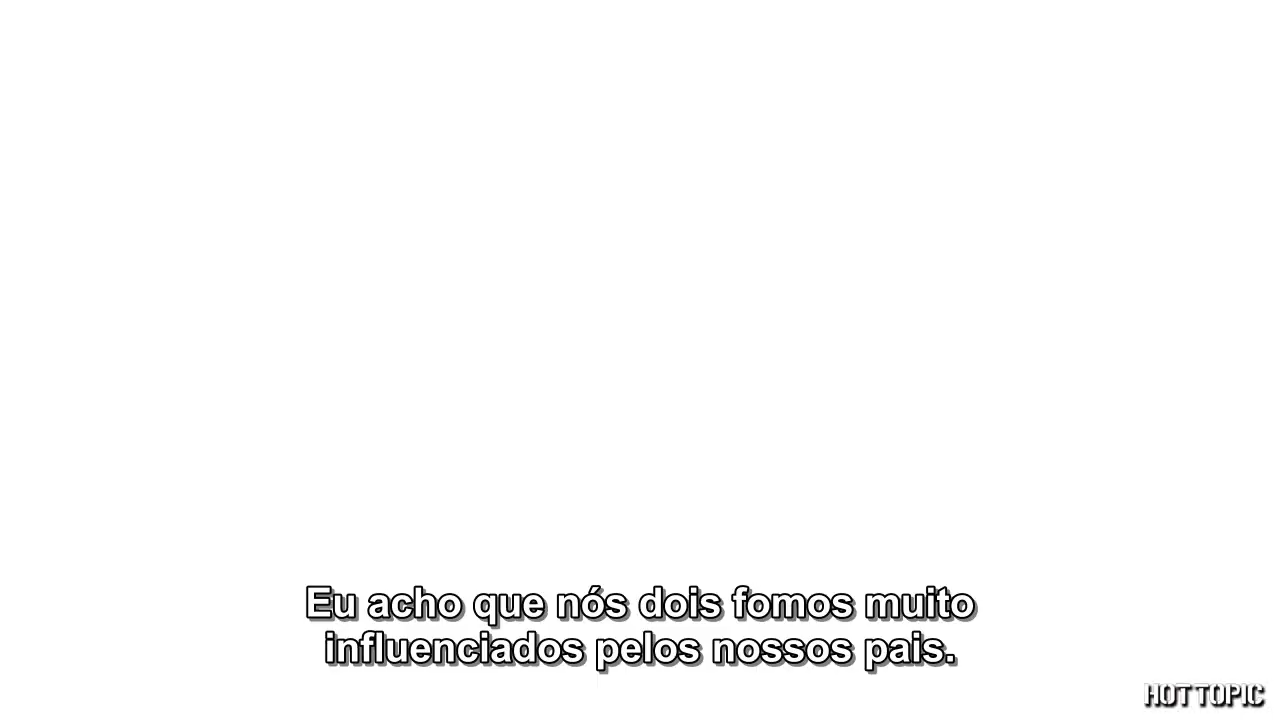 Eu acho que nós dois fomos muito
influenciados pelos nossos pais.
HOT TOPIC